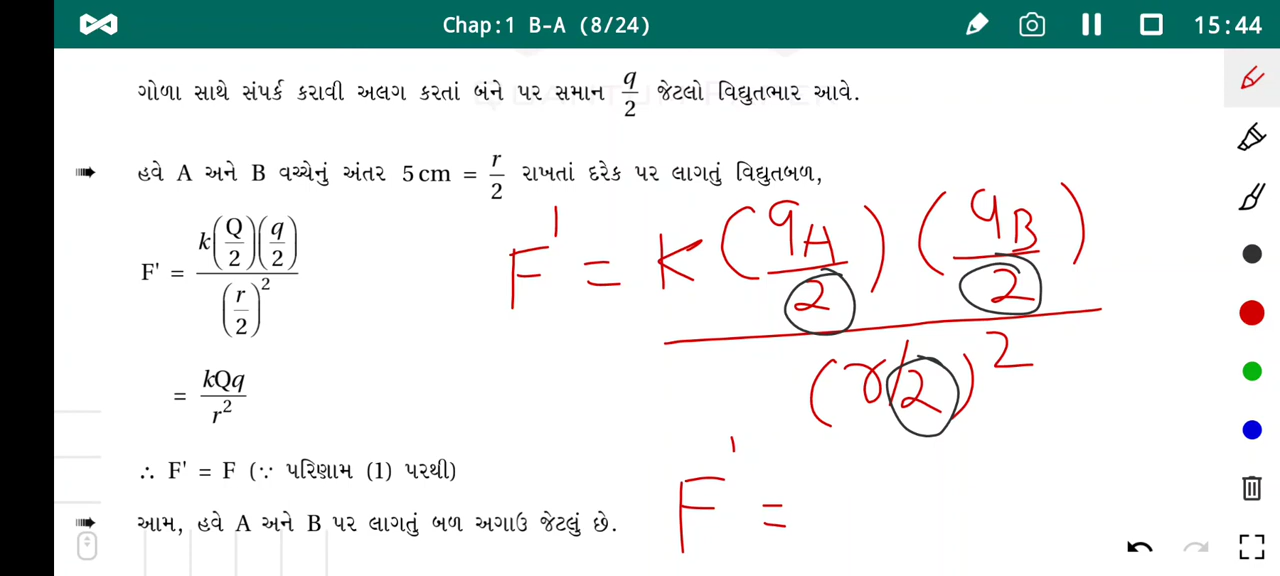 Chap:1 B-A (8/24)
15:44
ગોળા સાથે સંપર્ક કરાવી અલગ કરતાં બંને પર સમાન q/2 જેટલો વિદ્યુતભાર આવે.
હવે A અને B વચ્ચેનું અંતર 5 cm = r/2 રાખતાં દરેક પર લાગતું વિદ્યુતબળ,
F' = k(Q/2)(q/2) / (r/2)²
F' = K (qA/2) (qB/2) / (r/2)²
= kQq / r²
∴ F' = F (∵ પરિણામ (1) પરથી)
F' =
આમ, હવે A અને B પર લાગતું બળ અગાઉ જેટલું છે.